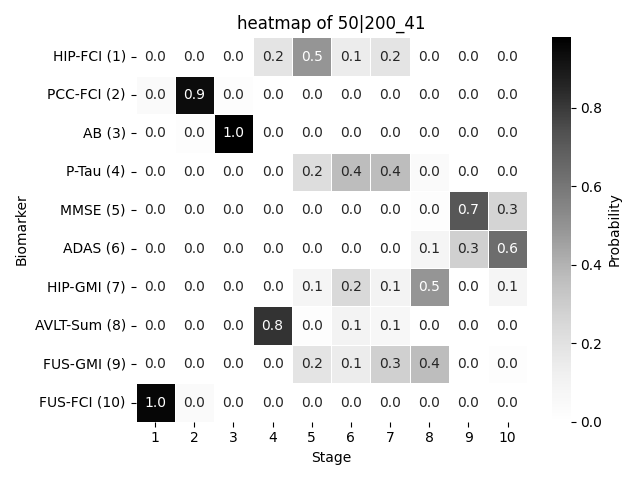 heatmap of 50|200_41
HIP-FCI (1) 0.0 0.0 0.0 0.2 0.5 0.1 0.2 0.0 0.0 0.0
PCC-FCI (2) 0.0 0.9 0.0 0.0 0.0 0.0 0.0 0.0 0.0 0.0
AB (3) 0.0 0.0 1.0 0.0 0.0 0.0 0.0 0.0 0.0 0.0
P-Tau (4) 0.0 0.0 0.0 0.0 0.2 0.4 0.4 0.0 0.0 0.0
MMSE (5) 0.0 0.0 0.0 0.0 0.0 0.0 0.0 0.0 0.7 0.3
ADAS (6) 0.0 0.0 0.0 0.0 0.0 0.0 0.0 0.1 0.3 0.6
HIP-GMI (7) 0.0 0.0 0.0 0.0 0.1 0.2 0.1 0.5 0.0 0.1
AVLT-Sum (8) 0.0 0.0 0.0 0.8 0.0 0.1 0.1 0.0 0.0 0.0
FUS-GMI (9) 0.0 0.0 0.0 0.0 0.2 0.1 0.3 0.4 0.0 0.0
FUS-FCI (10) 1.0 0.0 0.0 0.0 0.0 0.0 0.0 0.0 0.0 0.0
1 2 3 4 5 6 7 8 9 10
Stage
Biomarker
0.8
0.6
0.4
0.2
0.0
Probability